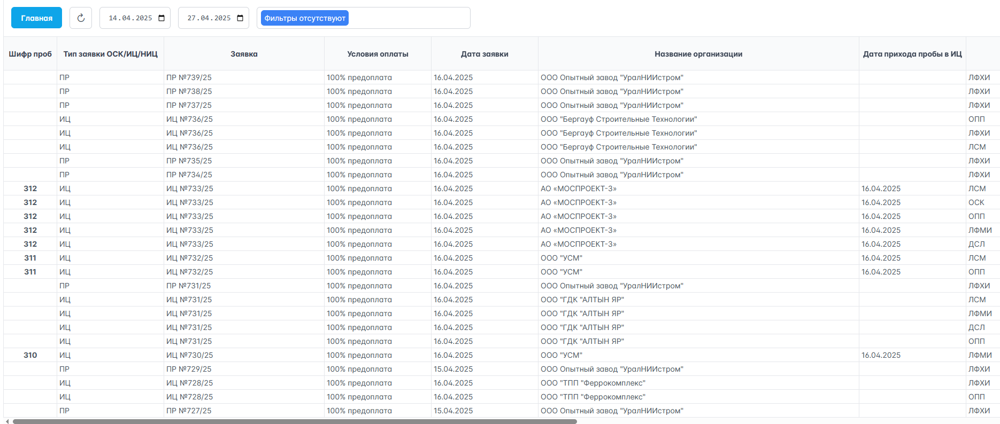 Главная 14.04.2025 27.04.2025 Фильтры отсутствуют
Шифр проб Тип заявки ОСК/ИЦ/НИЦ Заявка Условия оплаты Дата заявки Название организации Дата прихода пробы в ИЦ
ПР ПР №739/25 100% предоплата 16.04.2025 ООО Опытный завод "УралНИИстром" ЛФХИ
ПР ПР №738/25 100% предоплата 16.04.2025 ООО Опытный завод "УралНИИстром" ЛФХИ
ПР ПР №737/25 100% предоплата 16.04.2025 ООО Опытный завод "УралНИИстром" ЛФХИ
ИЦ ИЦ №736/25 100% предоплата 16.04.2025 ООО "Бергауф Строительные Технологии" ОПП
ИЦ ИЦ №736/25 100% предоплата 16.04.2025 ООО "Бергауф Строительные Технологии" ЛФХИ
ИЦ ИЦ №736/25 100% предоплата 16.04.2025 ООО "Бергауф Строительные Технологии" ЛСМ
ПР ПР №735/25 100% предоплата 16.04.2025 ООО Опытный завод "УралНИИстром" ЛФХИ
ПР ПР №734/25 100% предоплата 16.04.2025 ООО Опытный завод "УралНИИстром" ЛФХИ
312 ИЦ ИЦ №733/25 100% предоплата 16.04.2025 АО «МОСПРОЕКТ-3» 16.04.2025 ЛСМ
312 ИЦ ИЦ №733/25 100% предоплата 16.04.2025 АО «МОСПРОЕКТ-3» 16.04.2025 ОСК
312 ИЦ ИЦ №733/25 100% предоплата 16.04.2025 АО «МОСПРОЕКТ-3» 16.04.2025 ОПП
312 ИЦ ИЦ №733/25 100% предоплата 16.04.2025 АО «МОСПРОЕКТ-3» 16.04.2025 ЛФМИ
312 ИЦ ИЦ №733/25 100% предоплата 16.04.2025 АО «МОСПРОЕКТ-3» 16.04.2025 ДСЛ
311 ИЦ ИЦ №732/25 100% предоплата 16.04.2025 ООО "УСМ" 16.04.2025 ЛСМ
311 ИЦ ИЦ №732/25 100% предоплата 16.04.2025 ООО "УСМ" 16.04.2025 ОПП
ПР ПР №731/25 100% предоплата 16.04.2025 ООО Опытный завод "УралНИИстром" ЛФХИ
ИЦ ИЦ №731/25 100% предоплата 16.04.2025 ООО "ГДК "АЛТЫН ЯР" ЛСМ
ИЦ ИЦ №731/25 100% предоплата 16.04.2025 ООО "ГДК "АЛТЫН ЯР" ЛФМИ
ИЦ ИЦ №731/25 100% предоплата 16.04.2025 ООО "ГДК "АЛТЫН ЯР" ДСЛ
ИЦ ИЦ №731/25 100% предоплата 16.04.2025 ООО "ГДК "АЛТЫН ЯР" ОПП
310 ИЦ ИЦ №730/25 100% предоплата 16.04.2025 ООО "УСМ" 16.04.2025 ЛФМИ
ПР ПР №729/25 100% предоплата 15.04.2025 ООО Опытный завод "УралНИИстром" ЛФХИ
ИЦ ИЦ №728/25 100% предоплата 16.04.2025 ООО "ТПП "Феррокомплекс" ЛФХИ
ИЦ ИЦ №728/25 100% предоплата 16.04.2025 ООО "ТПП "Феррокомплекс" ОПП
ПР ПР №727/25 100% предоплата 15.04.2025 ООО Опытный завод "УралНИИстром" ЛФХИ